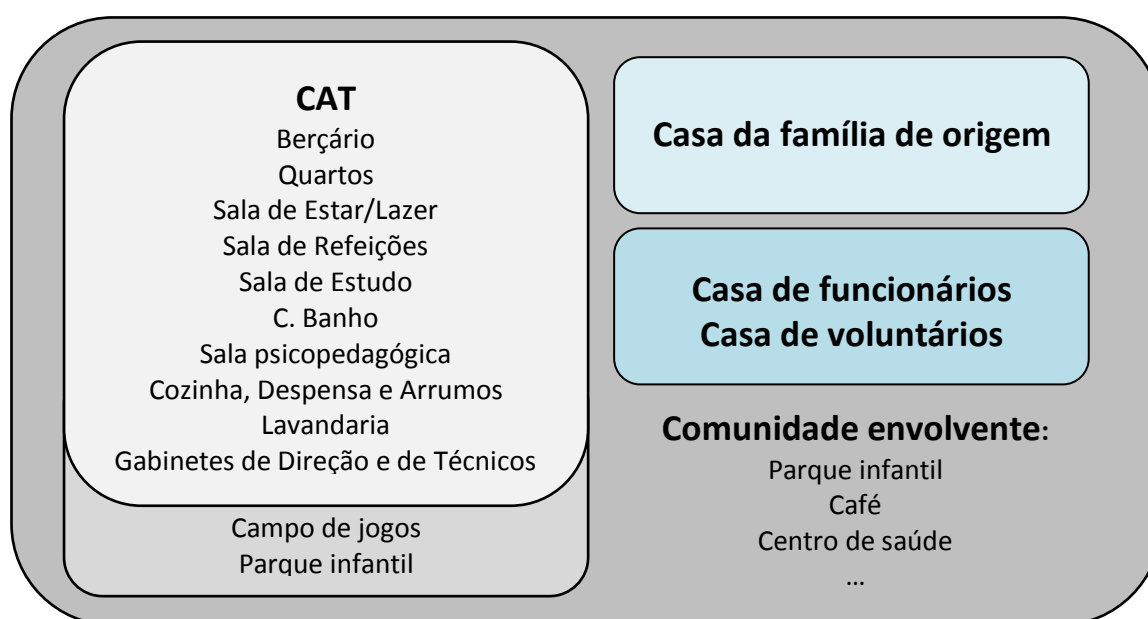 CAT
Berçário
Quartos
Sala de Estar/Lazer
Sala de Refeições
Sala de Estudo
C. Banho
Sala psicopedagógica
Cozinha, Despensa e Arrumos
Lavandaria
Gabinetes de Direção e de Técnicos
Campo de jogos
Parque infantil
Casa da família de origem
Casa de funcionários
Casa de voluntários
Comunidade envolvente:
Parque infantil
Café
Centro de saúde
...